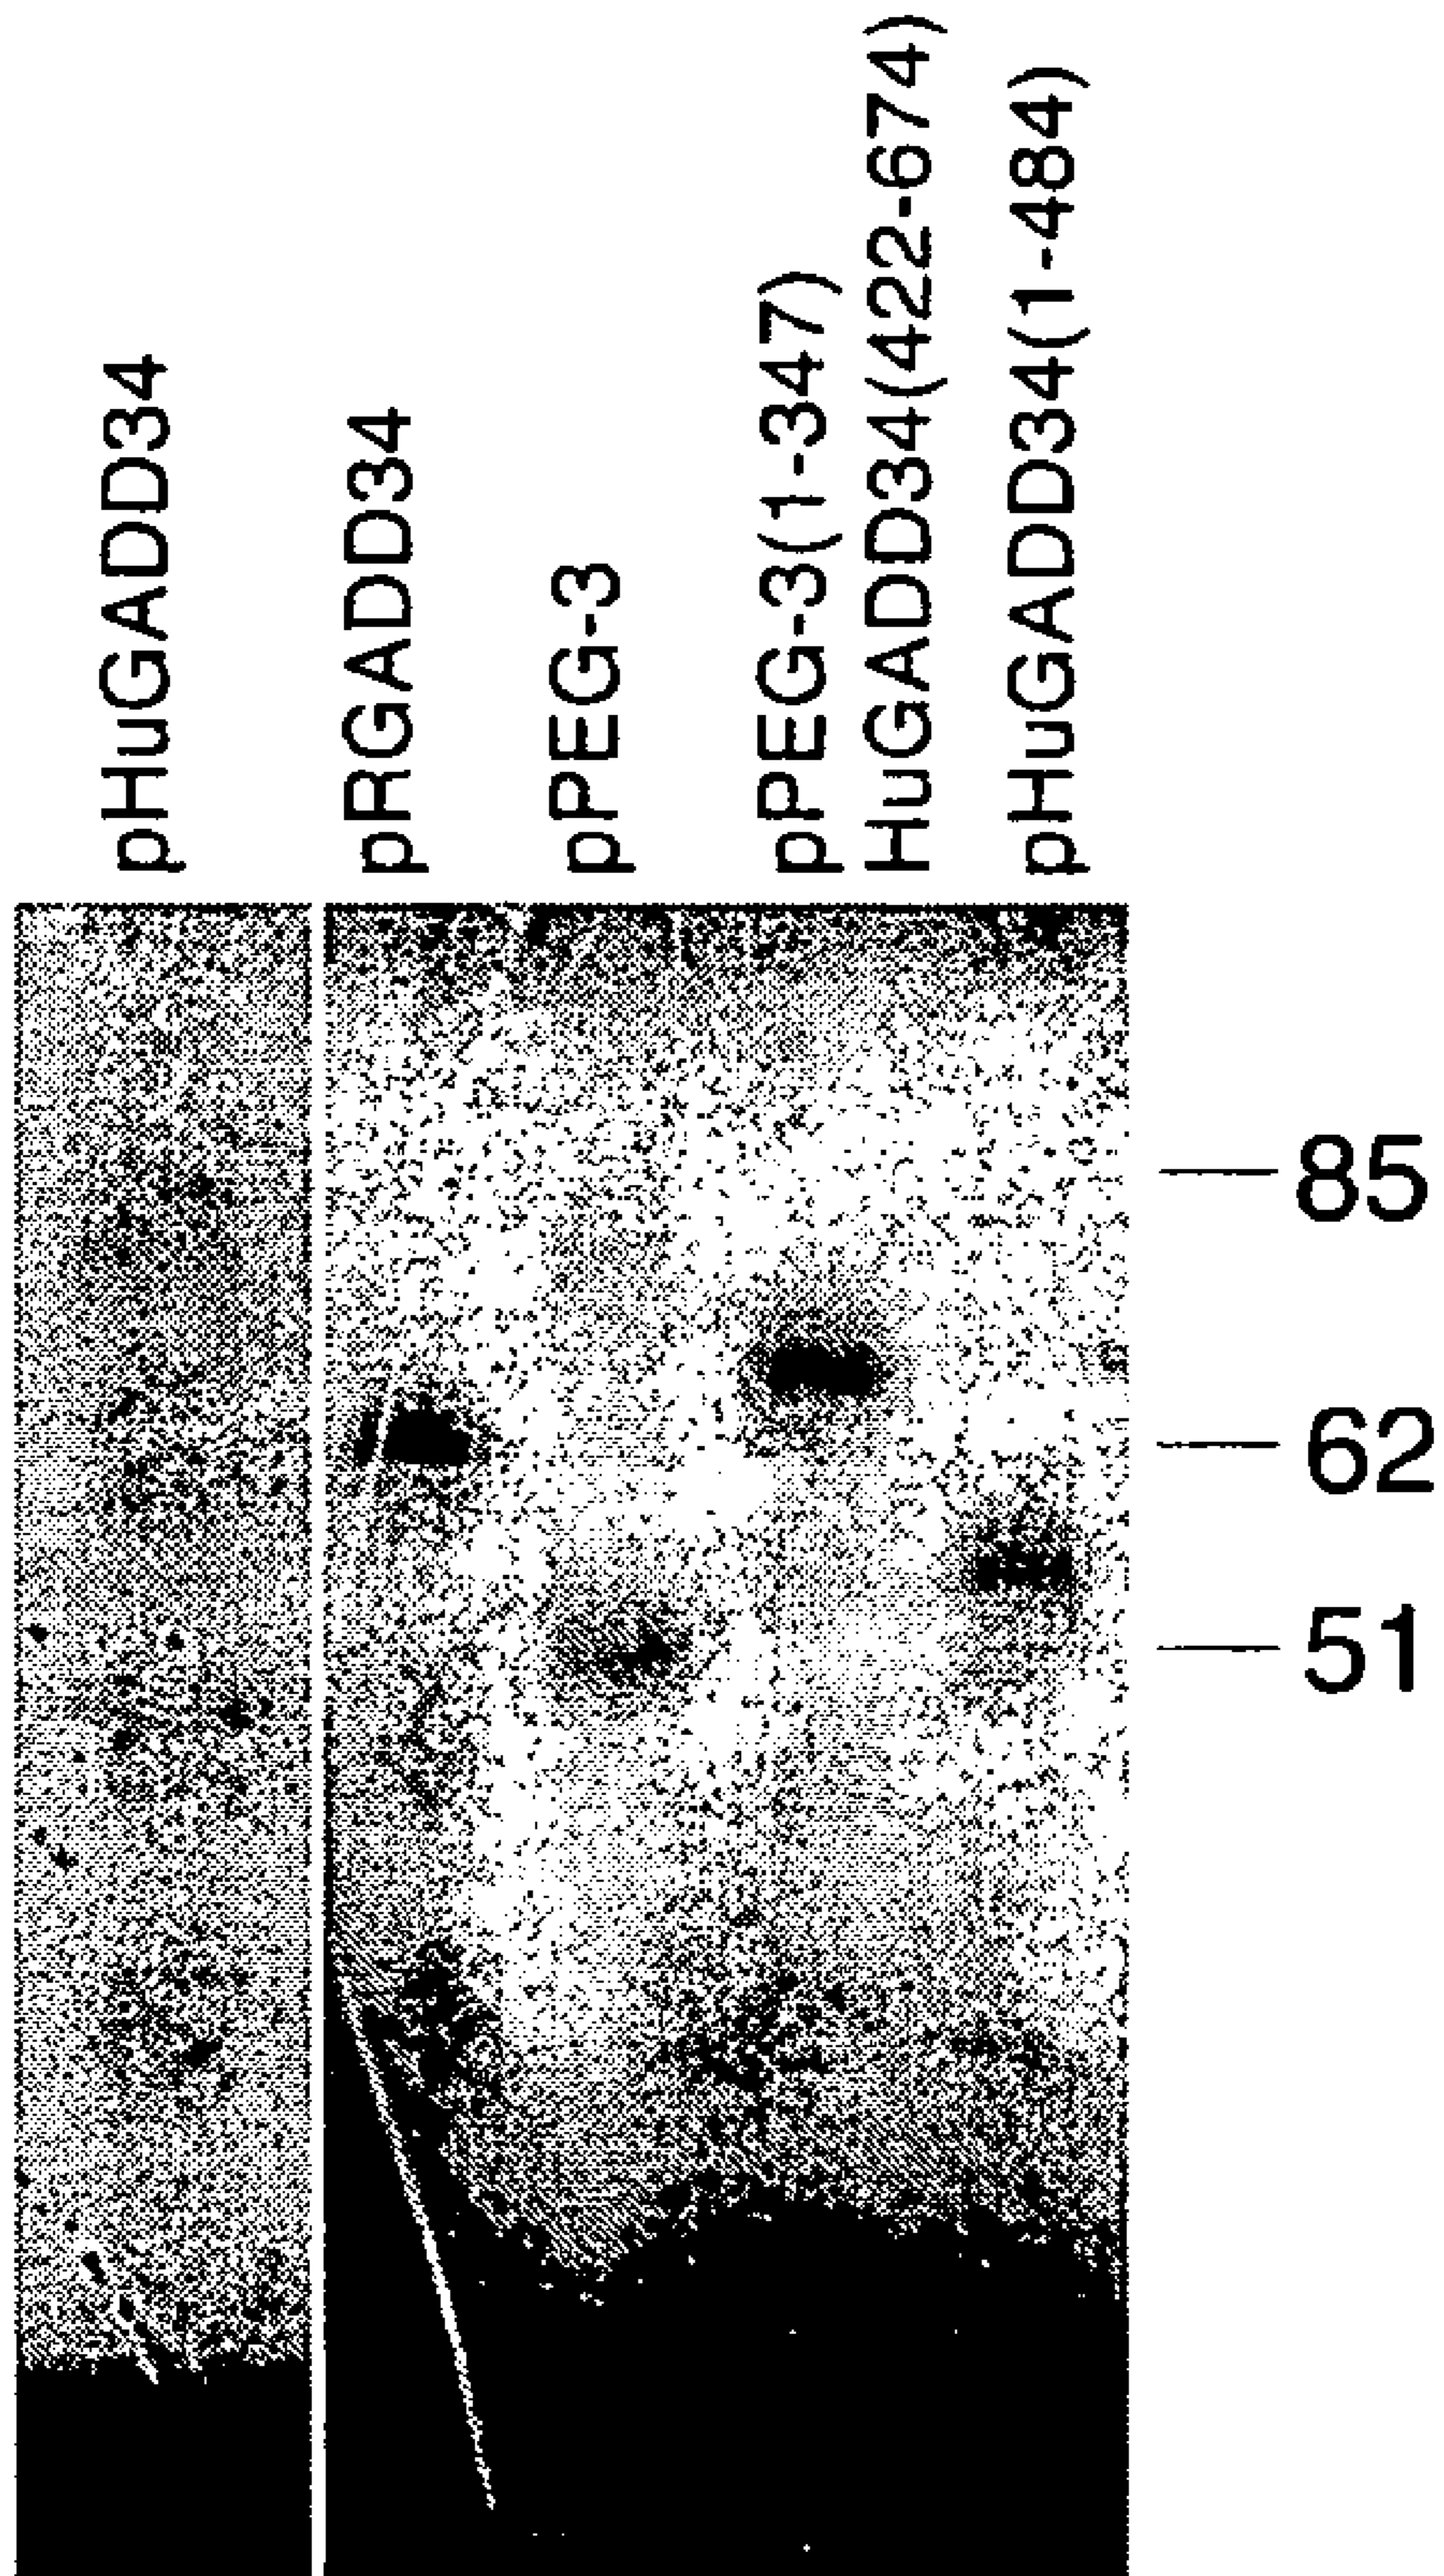 pHuGADD34
pRGADD34
pPEG-3
pPEG-3(1-347)
HuGADD34(422-674)
pHuGADD34(1-484)
85
62
51